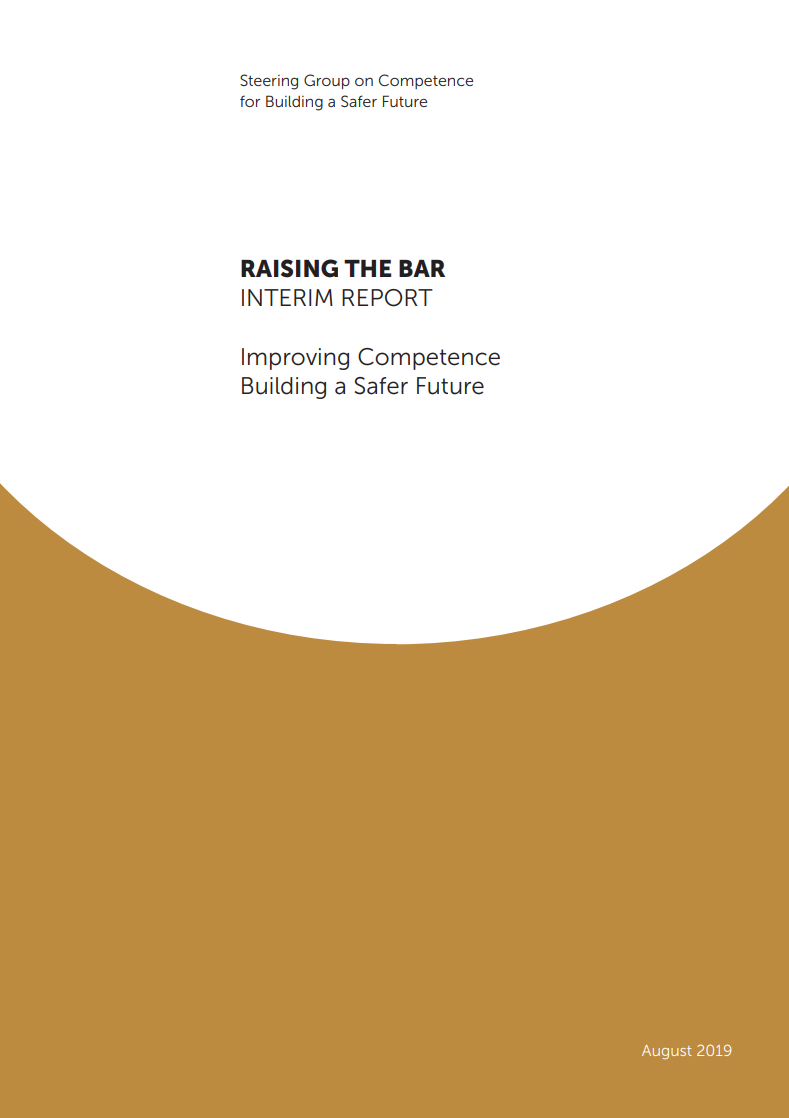 Steering Group on Competence
for Building a Safer Future
RAISING THE BAR
INTERIM REPORT
Improving Competence
Building a Safer Future
August 2019